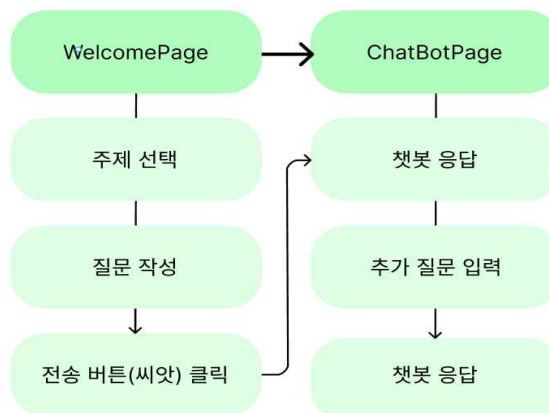 WelcomePage
주제 선택
질문 작성
전송 버튼(씨앗) 클릭
ChatBotPage
챗봇 응답
추가 질문 입력
챗봇 응답